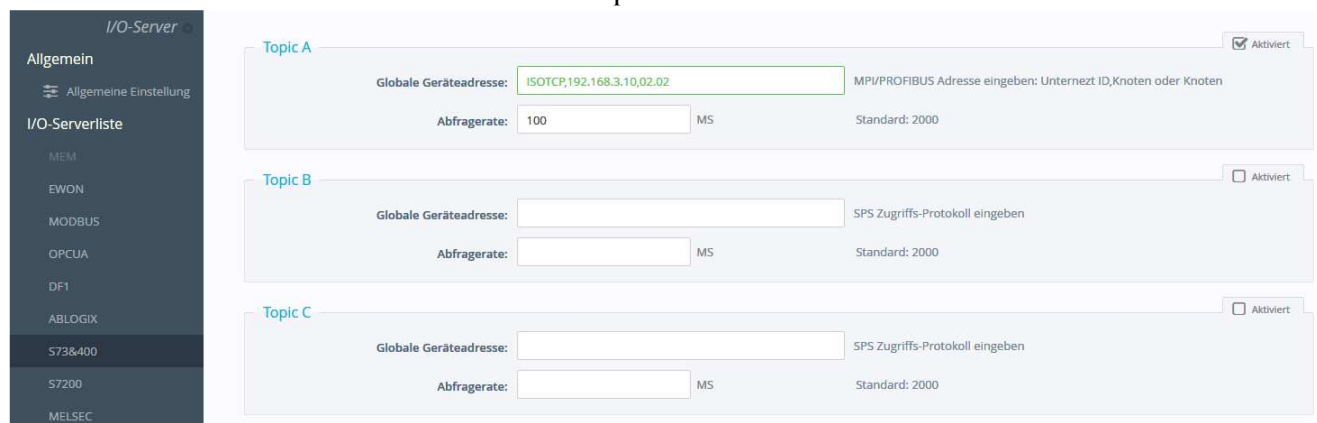 I/O-Server
Allgemein
Allgemeine Einstellung
I/O-Serverliste
MEM
EWON
MODBUS
OPCUA
DF1
ABLOGIX
S73&400
S7200
MELSEC
Topic A
Aktiviert
Globale Geräteadresse: ISOTCP,192.168.3.10,02.02 MPI/PROFIBUS Adresse eingeben: Unternezt ID,Knoten oder Knoten
Abfragerate: 100 MS Standard: 2000
Topic B
Aktiviert
Globale Geräteadresse: SPS Zugriffs-Protokoll eingeben
Abfragerate: MS Standard: 2000
Topic C
Aktiviert
Globale Geräteadresse: SPS Zugriffs-Protokoll eingeben
Abfragerate: MS Standard: 2000